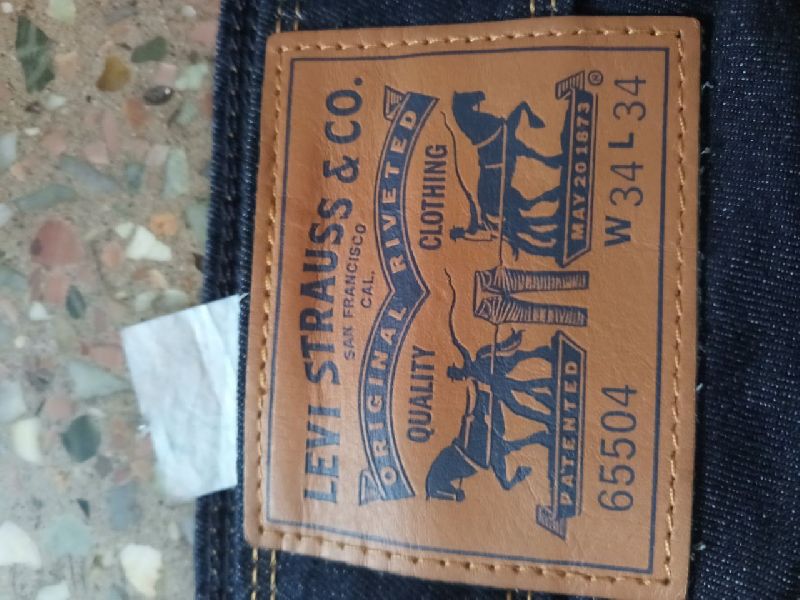 LEVI STRAUSS & CO.
SAN FRANCISCO
CAL.
ORIGINAL RIVETED
QUALITY CLOTHING
PATENTED MAY 20 1873 ®
65504 W 34 L 34